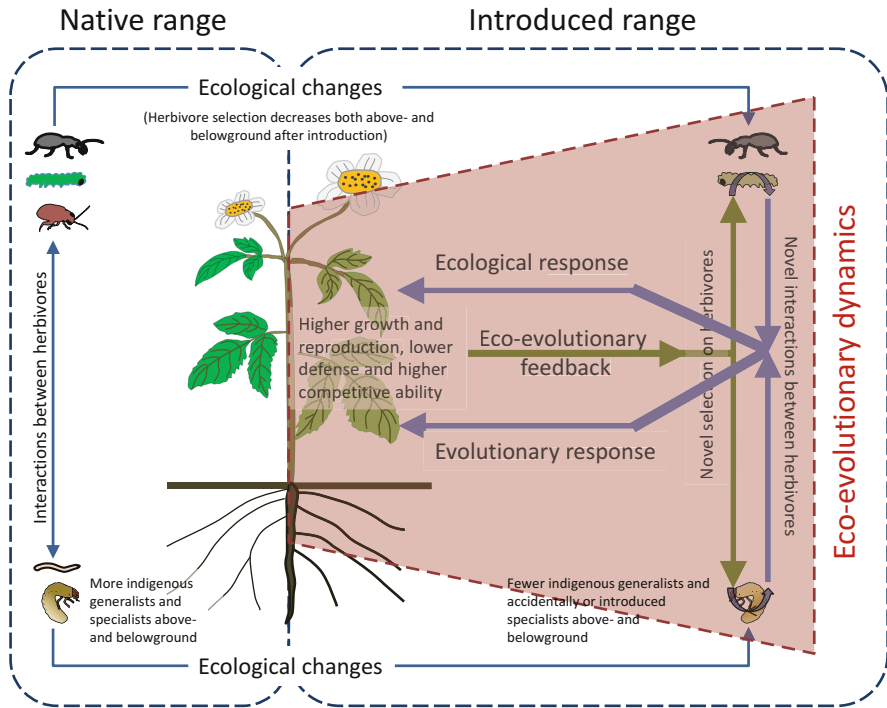 Native range
Introduced range
Ecological changes
(Herbivore selection decreases both above- and
belowground after introduction)
Interactions between herbivores
Ecological response
Higher growth and
reproduction, lower
defense and higher
competitive ability
Eco-evolutionary
feedback
Evolutionary response
Novel selection on herbivores
Novel interactions between herbivores
Eco-evolutionary dynamics
More indigenous
generalists and
specialists above-
and belowground
Fewer indigenous generalists and
accidentally or introduced
specialists above- and
belowground
Ecological changes